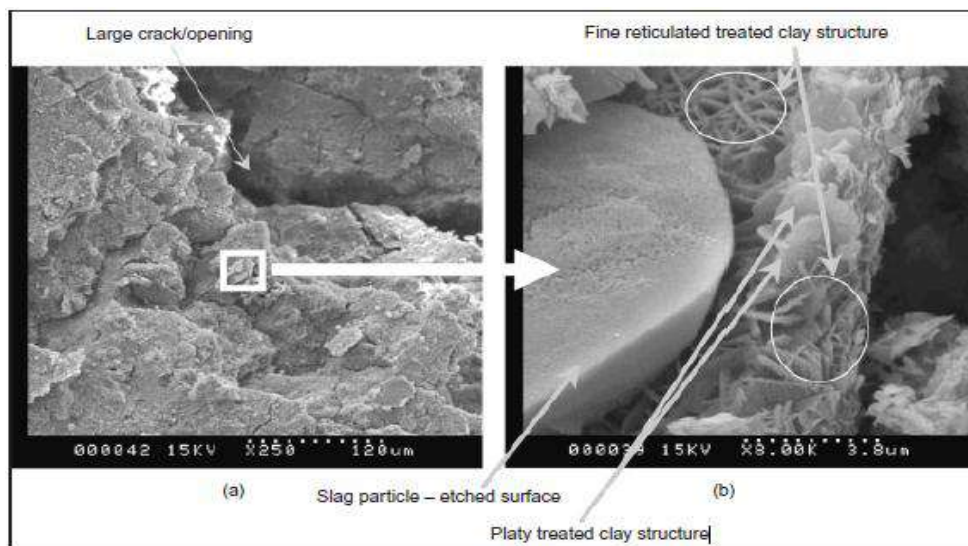 Large crack/opening
Fine reticulated treated clay structure
000042 15KV X250 120um
000039 15KV X8.00K 3.8um
(a)
Slag particle – etched surface
(b)
Platy treated clay structure